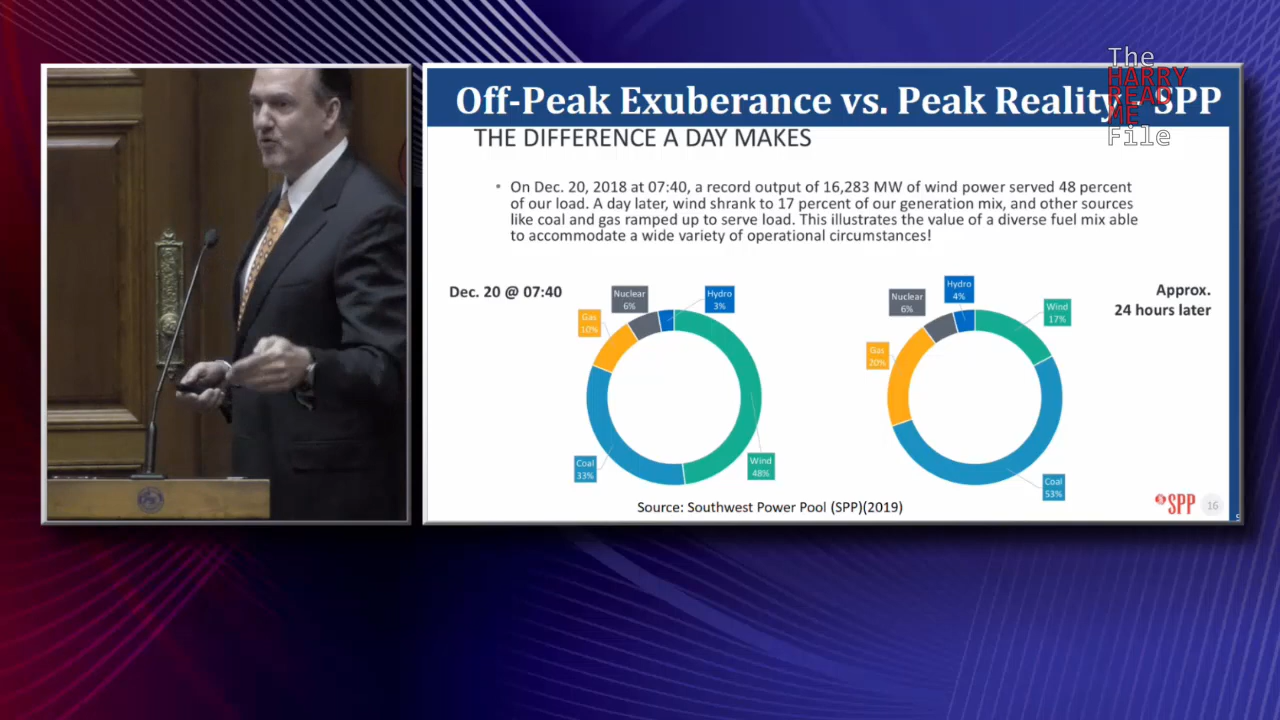 The
HARRY
READ
ME
File
Off-Peak Exuberance vs. Peak Reality - SPP
THE DIFFERENCE A DAY MAKES
• On Dec. 20, 2018 at 07:40, a record output of 16,283 MW of wind power served 48 percent
of our load. A day later, wind shrank to 17 percent of our generation mix, and other sources
like coal and gas ramped up to serve load. This illustrates the value of a diverse fuel mix able
to accommodate a wide variety of operational circumstances!
Dec. 20 @ 07:40
Nuclear
6%
Hydro
3%
Gas
10%
Coal
33%
Wind
48%
Approx.
24 hours later
Nuclear
6%
Hydro
4%
Wind
17%
Gas
20%
Coal
53%
Source: Southwest Power Pool (SPP)(2019)
SPP
16